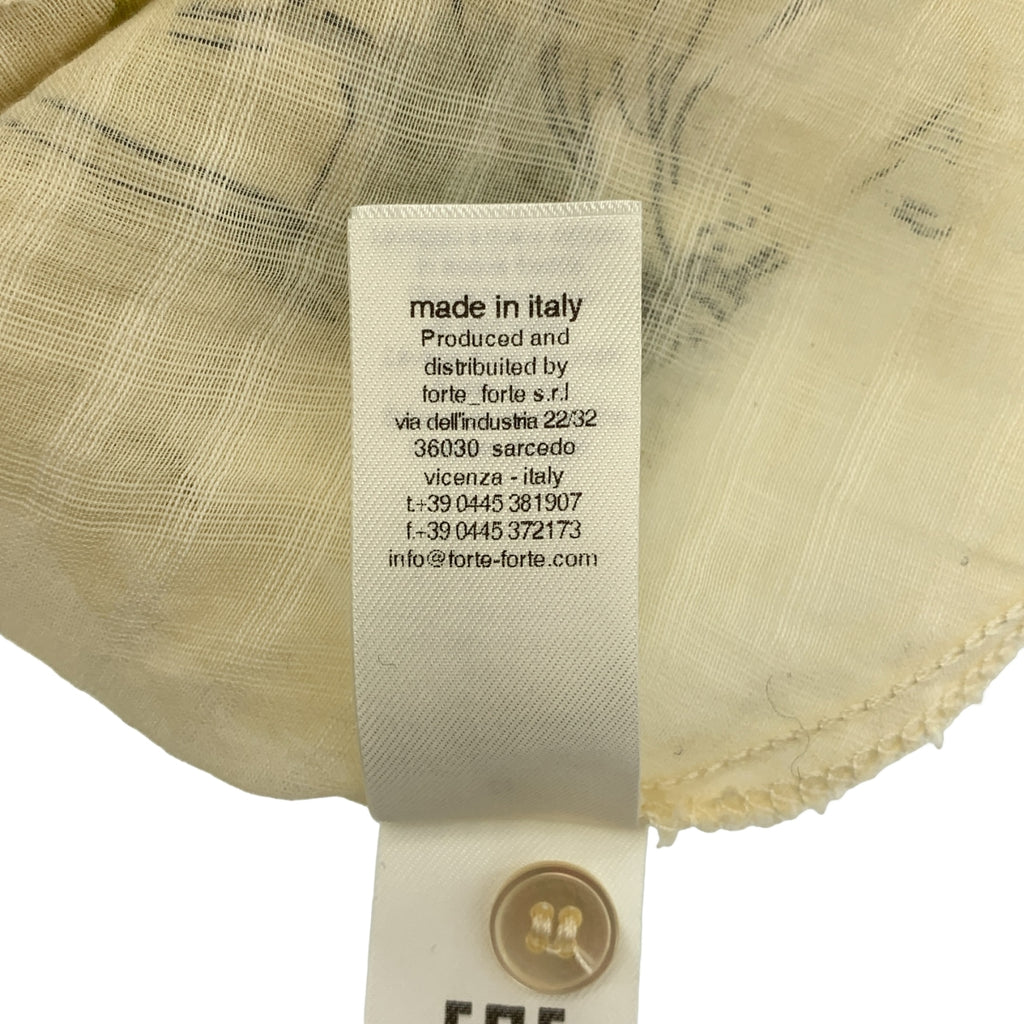 made in italy
Produced and
distribuited by
forte_forte s.r.l
via dell'industria 22/32
36030 sarcedo
vicenza - italy
t.+39 0445 381907
f.+39 0445 372173
info@forte-forte.com